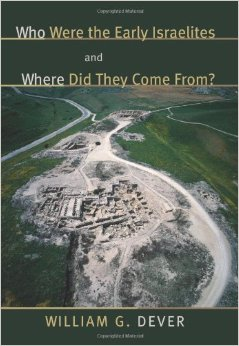 Who Were the Early Israelites
and
Where Did They Come From?
WILLIAM G. DEVER